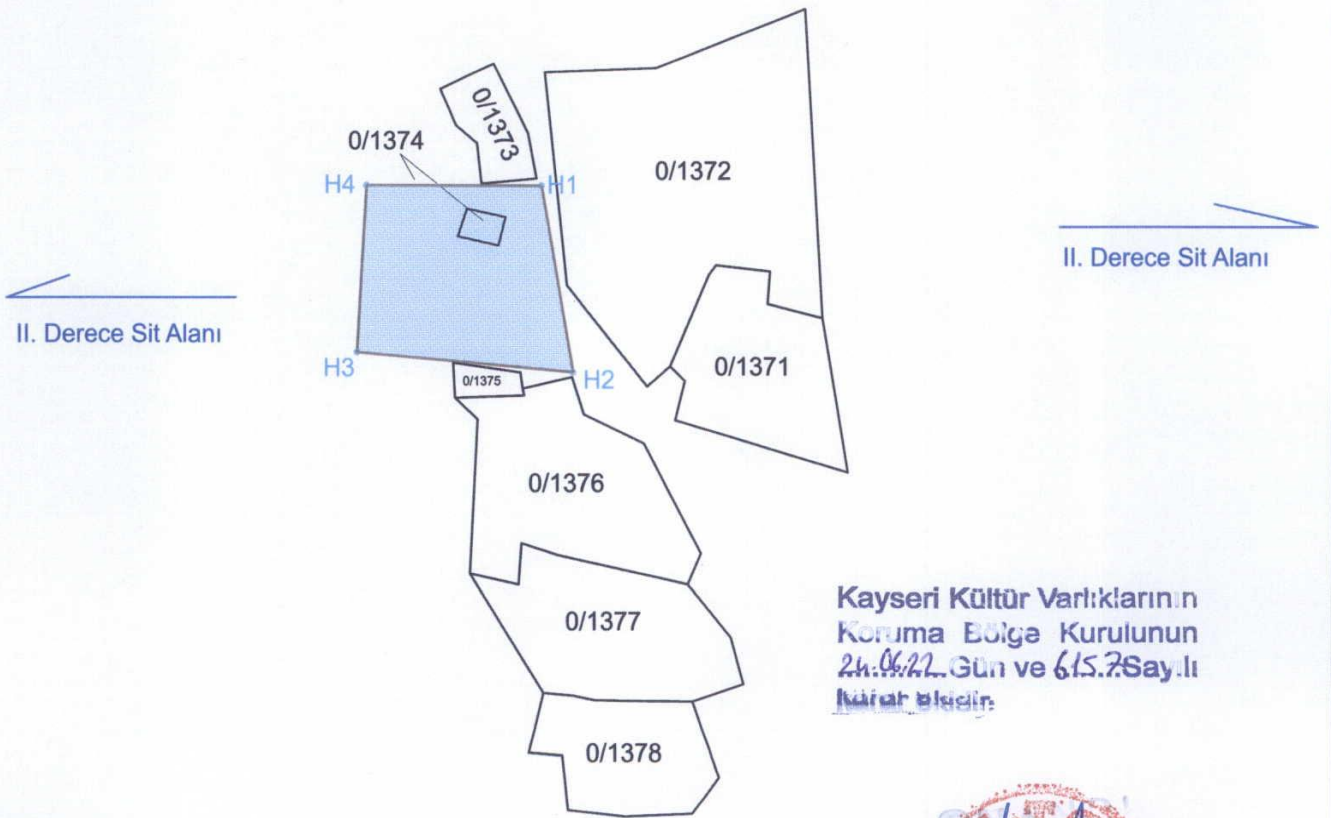 0/1373
0/1374
0/1372
H4
H1
II. Derece Sit Alanı
II. Derece Sit Alanı
H3
H2
0/1375
0/1371
0/1376
0/1377
0/1378
Kayseri Kültür Varlıklarının
Koruma Bölge Kurulunun
24.06.22 Gün ve 6157 Sayılı